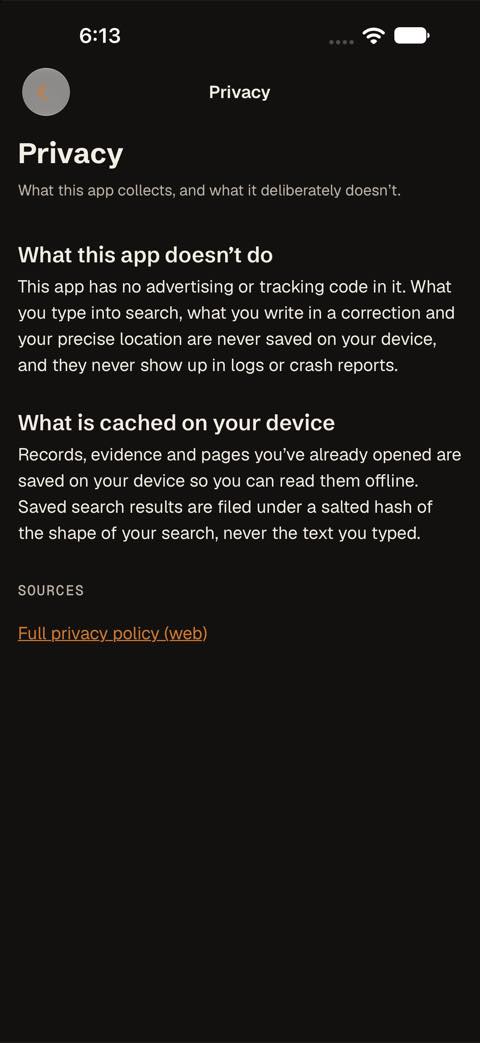 6:13
Privacy
Privacy
What this app collects, and what it deliberately doesn’t.
What this app doesn’t do
This app has no advertising or tracking code in it. What
you type into search, what you write in a correction and
your precise location are never saved on your device,
and they never show up in logs or crash reports.
What is cached on your device
Records, evidence and pages you’ve already opened are
saved on your device so you can read them offline.
Saved search results are filed under a salted hash of
the shape of your search, never the text you typed.
SOURCES
Full privacy policy (web)